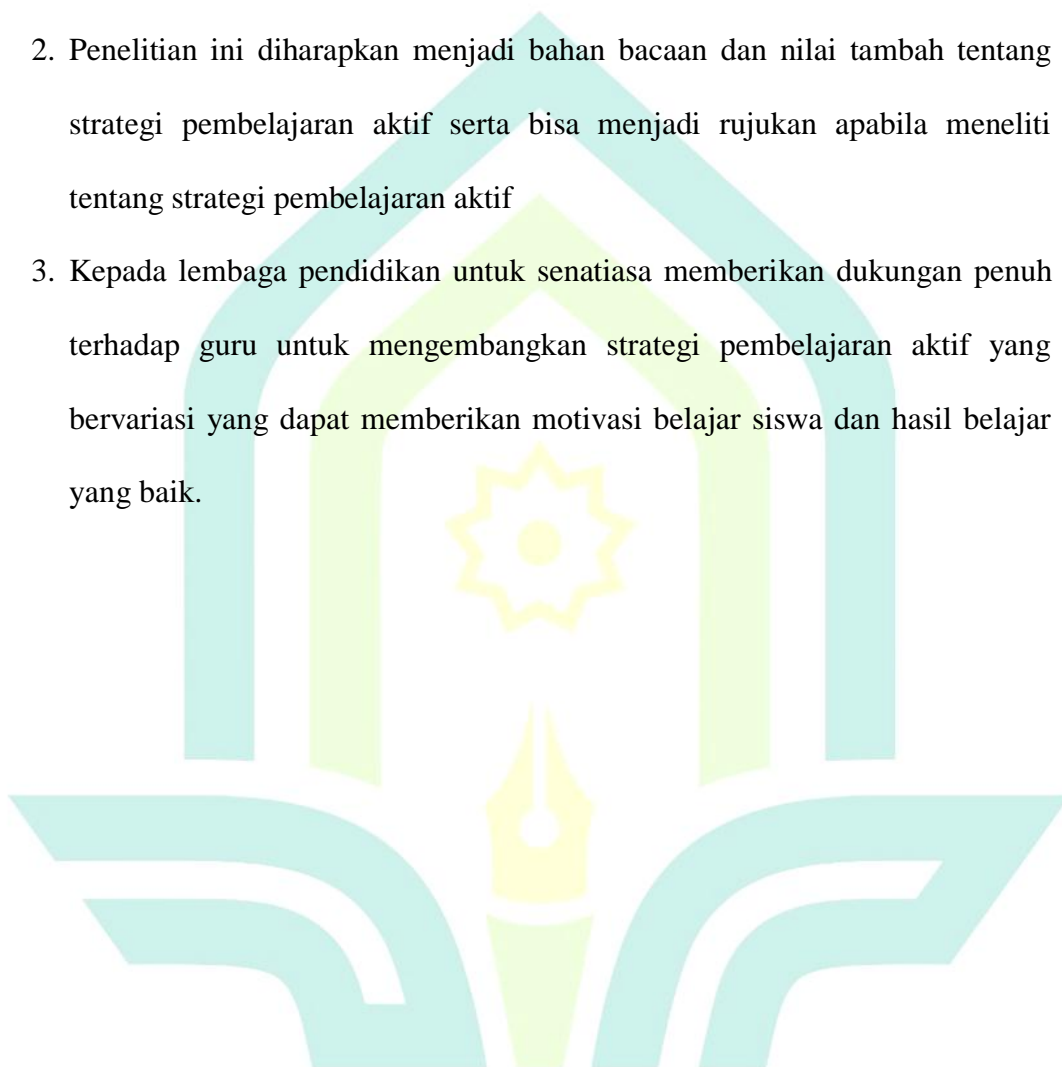 2. Penelitian ini diharapkan menjadi bahan bacaan dan nilai tambah tentang
strategi pembelajaran aktif serta bisa menjadi rujukan apabila meneliti
tentang strategi pembelajaran aktif
3. Kepada lembaga pendidikan untuk senatiasa memberikan dukungan penuh
terhadap guru untuk mengembangkan strategi pembelajaran aktif yang
bervariasi yang dapat memberikan motivasi belajar siswa dan hasil belajar
yang baik.